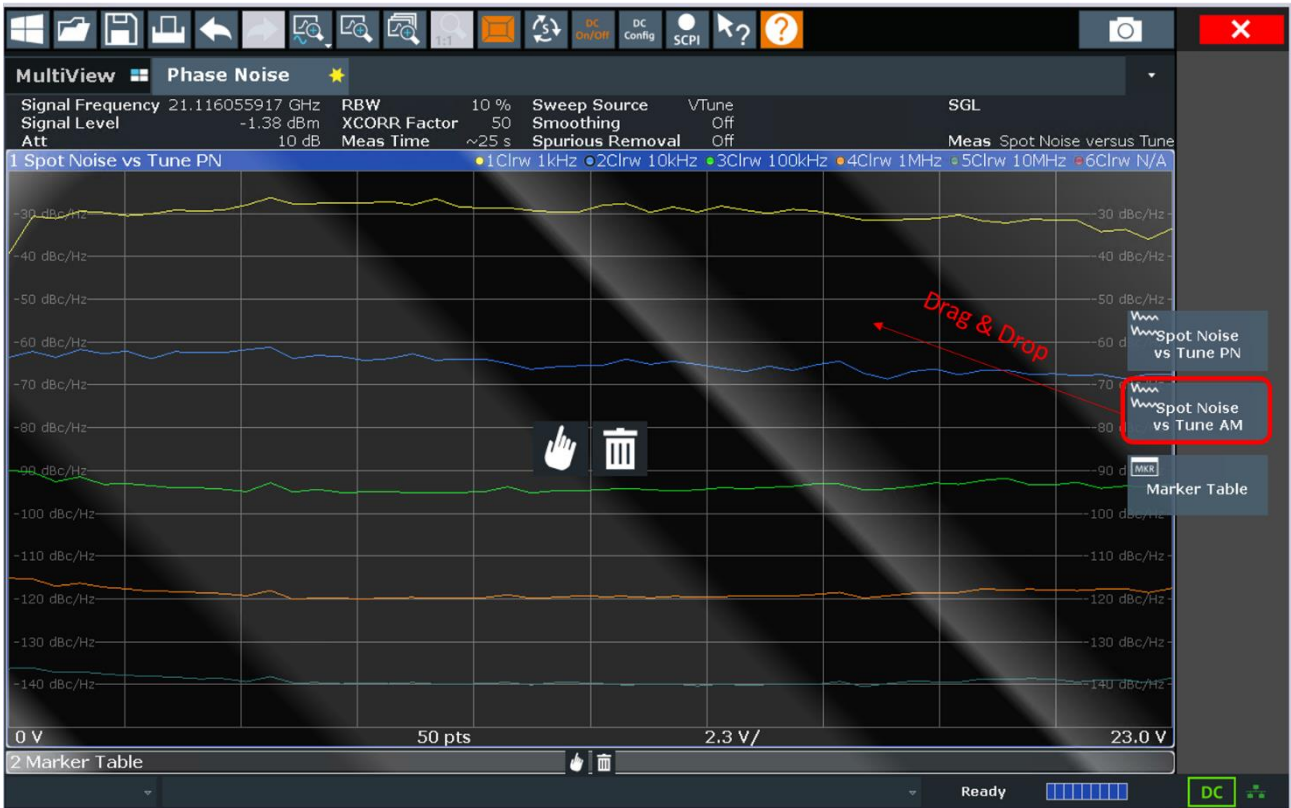 1:1
DC On/Off
DC Config
SCPI
MultiView
Phase Noise
Signal Frequency 21.116055917 GHz RBW 10 % Sweep Source VTune SGL
Signal Level -1.38 dBm XCORR Factor 50 Smoothing Off
Att 10 dB Meas Time ~25 s Spurious Removal Off Meas Spot Noise versus Tune
1 Spot Noise vs Tune PN 1Clrw 1kHz 2Clrw 10kHz 3Clrw 100kHz 4Clrw 1MHz 5Clrw 10MHz 6Clrw N/A
-30 dBc/Hz -30 dBc/Hz
-40 dBc/Hz -40 dBc/Hz
-50 dBc/Hz -50 dBc/Hz
Drag & Drop
-60 dBc/Hz -60 d
Spot Noise
vs Tune PN
-70 dBc/Hz -70
Spot Noise
vs Tune AM
-80 dBc/Hz -80
-90 dBc/Hz -90 d
MKR
Marker Table
-100 dBc/Hz -100 dBc/Hz
-110 dBc/Hz -110 dBc/Hz
-120 dBc/Hz -120 dBc/Hz
-130 dBc/Hz -130 dBc/Hz
-140 dBc/Hz -140 dBc/Hz
0 V 50 pts 2.3 V/ 23.0 V
2 Marker Table
Ready DC